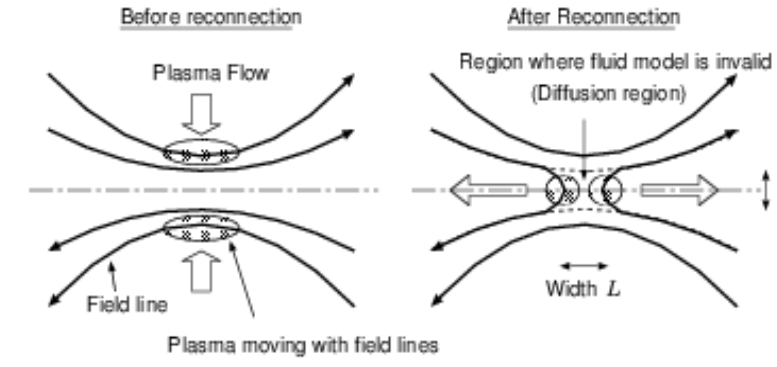 Before reconnection
After Reconnection
Plasma Flow
Region where fluid model is invalid
(Diffusion region)
Field line
Width L
Plasma moving with field lines